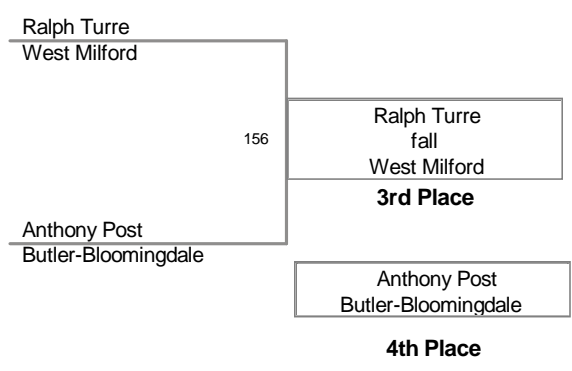 Ralph Turre
West Milford
156
Ralph Turre
fall
West Milford
3rd Place
Anthony Post
Butler-Bloomingdale
Anthony Post
Butler-Bloomingdale
4th Place